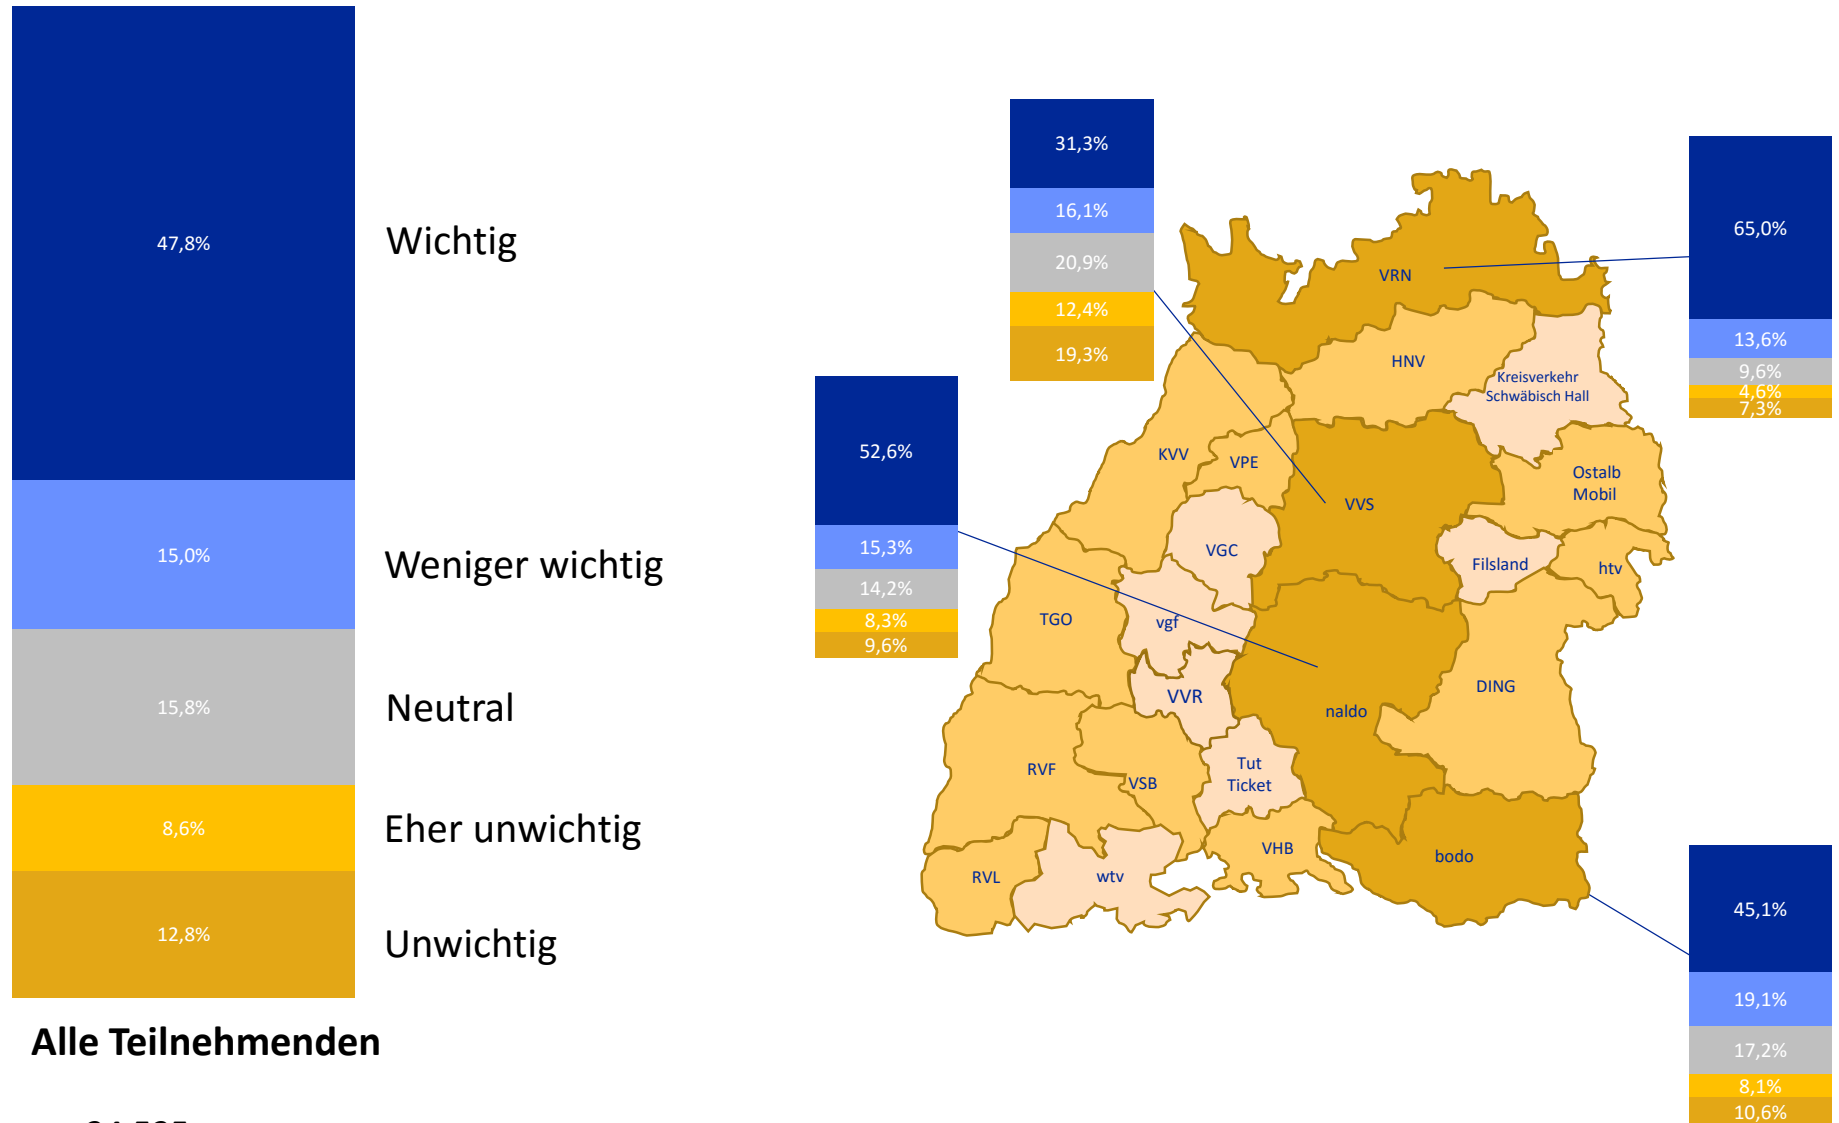 47,8%
Wichtig
15,0%
Weniger wichtig
15,8%
Neutral
8,6%
Eher unwichtig
12,8%
Unwichtig
Alle Teilnehmenden
31,3%
16,1%
20,9%
12,4%
19,3%
52,6%
15,3%
14,2%
8,3%
9,6%
65,0%
13,6%
9,6%
4,6%
7,3%
45,1%
19,1%
17,2%
8,1%
10,6%
VRN
HNV
Kreisverkehr
Schwäbisch Hall
KVV
VPE
VVS
Ostalb
Mobil
VGC
Filsland
htv
TGO
vgf
VVR
naldo
DING
RVF
VSB
Tut
Ticket
VHB
bodo
RVL
wtv